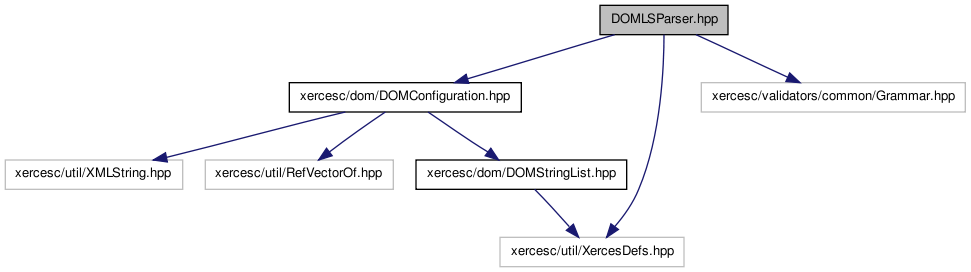 DOMLSParser.hpp
xercesc/dom/DOMConfiguration.hpp
xercesc/validators/common/Grammar.hpp
xercesc/util/XMLString.hpp
xercesc/util/RefVectorOf.hpp
xercesc/dom/DOMStringList.hpp
xercesc/util/XercesDefs.hpp